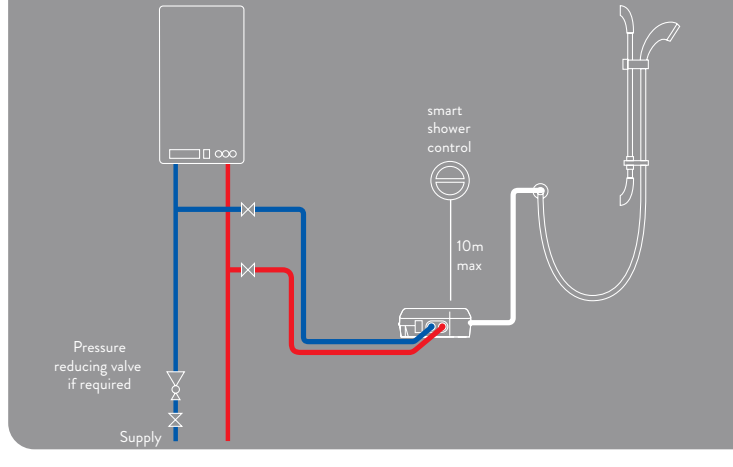 smart
shower
control
10m
max
Pressure
reducing valve
if required
Supply